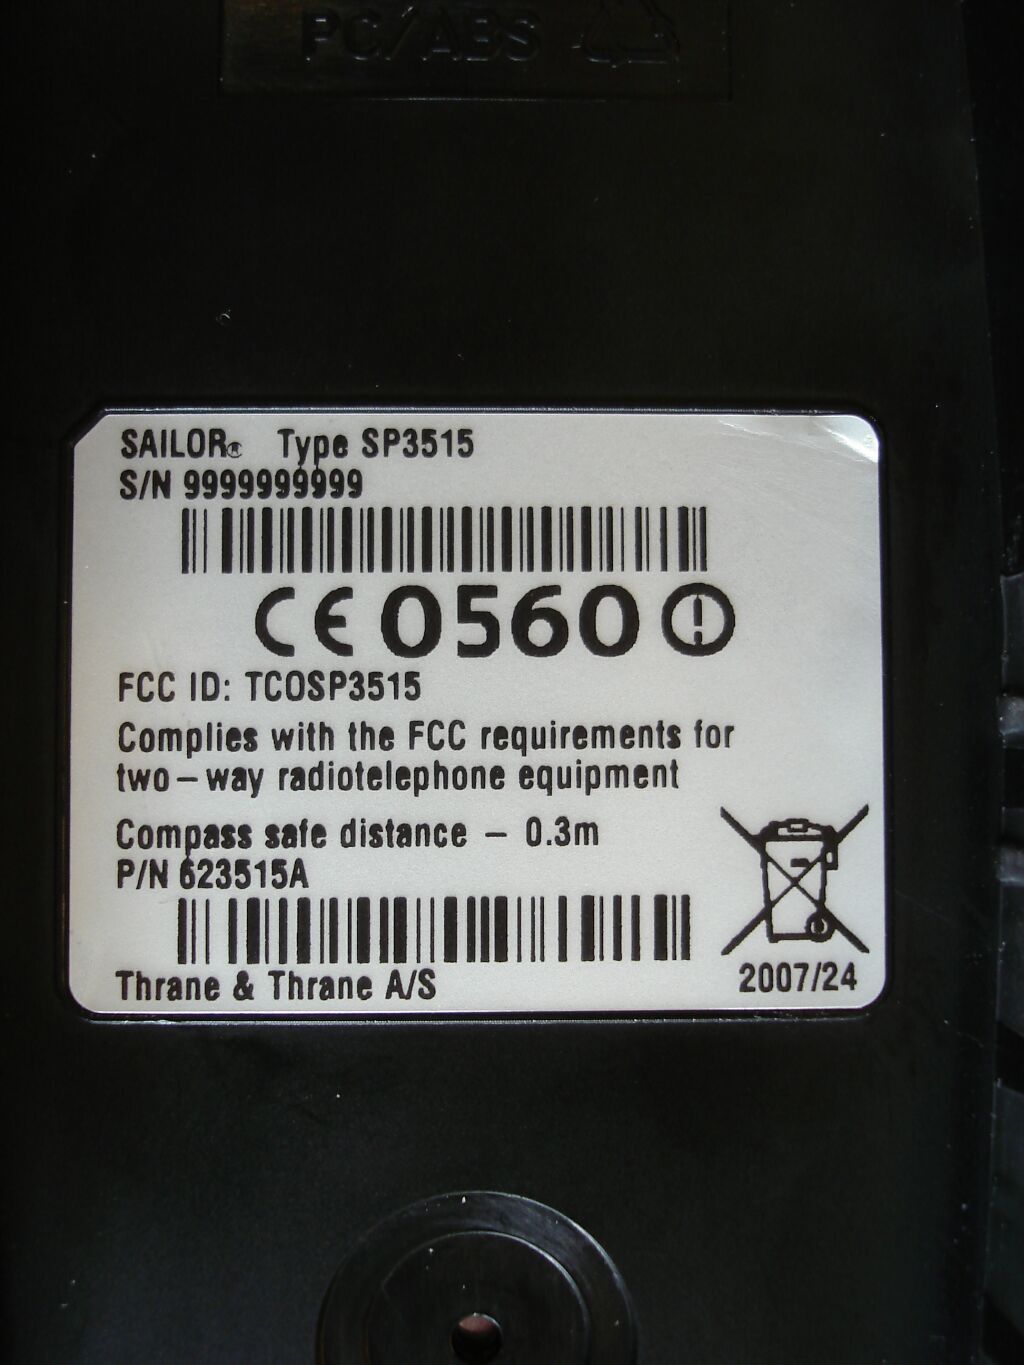 PC/ABS
SAILOR® Type SP3515
S/N 9999999999
CE 0560
FCC ID: TCOSP3515
Complies with the FCC requirements for
two-way radiotelephone equipment
Compass safe distance - 0.3m
P/N 623515A
Thrane & Thrane A/S
2007/24